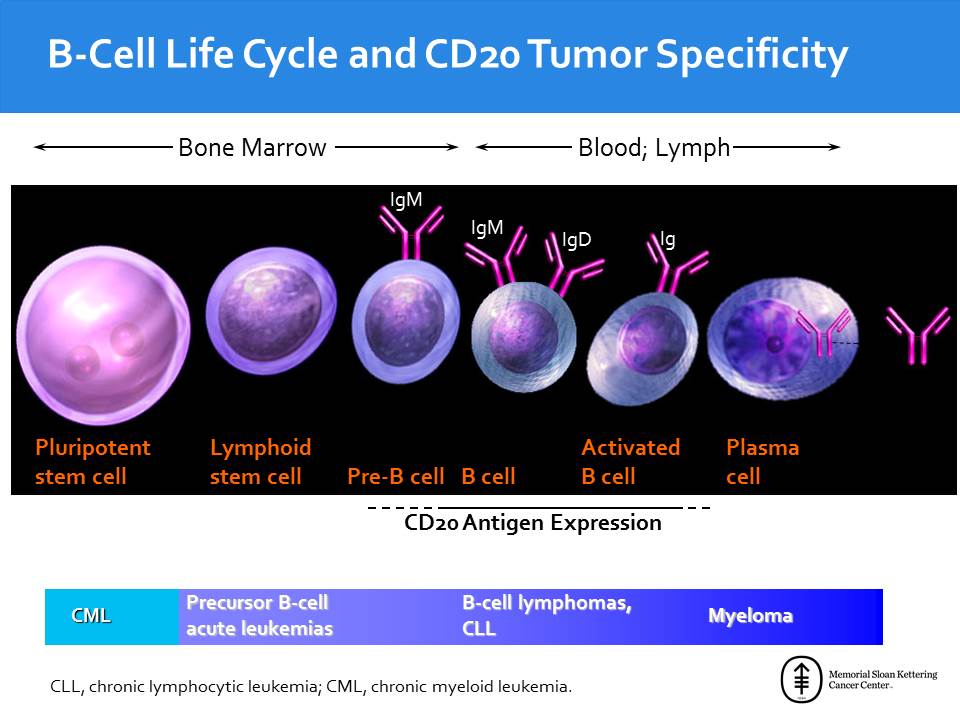 B-Cell Life Cycle and CD20 Tumor Specificity
Bone Marrow
Blood; Lymph
IgM
IgM
IgD
Ig
Pluripotent
stem cell
Lymphoid
stem cell
Pre-B cell
B cell
Activated
B cell
Plasma
cell
CD20 Antigen Expression
CML
Precursor B-cell
acute leukemias
B-cell lymphomas,
CLL
Myeloma
CLL, chronic lymphocytic leukemia; CML, chronic myeloid leukemia.
Memorial Sloan Kettering
Cancer Center